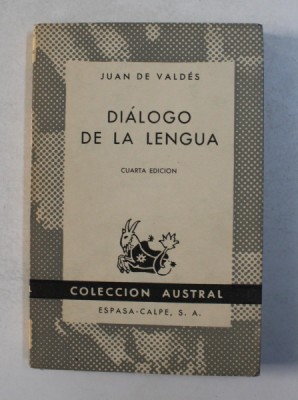 JUAN DE VALDÉS
DIÁLOGO
DE LA LENGUA
CUARTA EDICION
COLECCION AUSTRAL
ESPASA-CALPE, S. A.